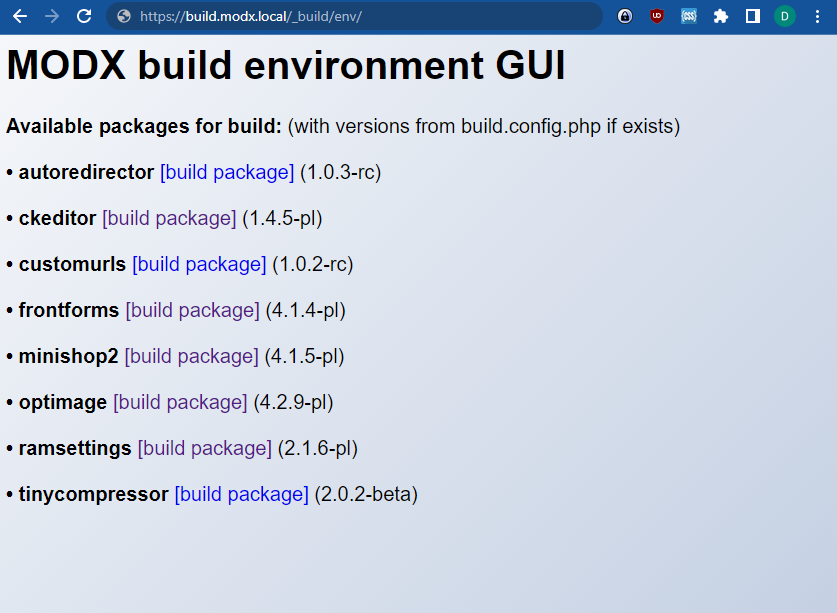 https://build.modx.local/_build/env/
UO
CSS
D
MODX build environment GUI
Available packages for build: (with versions from build.config.php if exists)
• autoredirector [build package] (1.0.3-rc)
• ckeditor [build package] (1.4.5-pl)
• customurls [build package] (1.0.2-rc)
• frontforms [build package] (4.1.4-pl)
• minishop2 [build package] (4.1.5-pl)
• optimage [build package] (4.2.9-pl)
• ramsettings [build package] (2.1.6-pl)
• tinycompressor [build package] (2.0.2-beta)